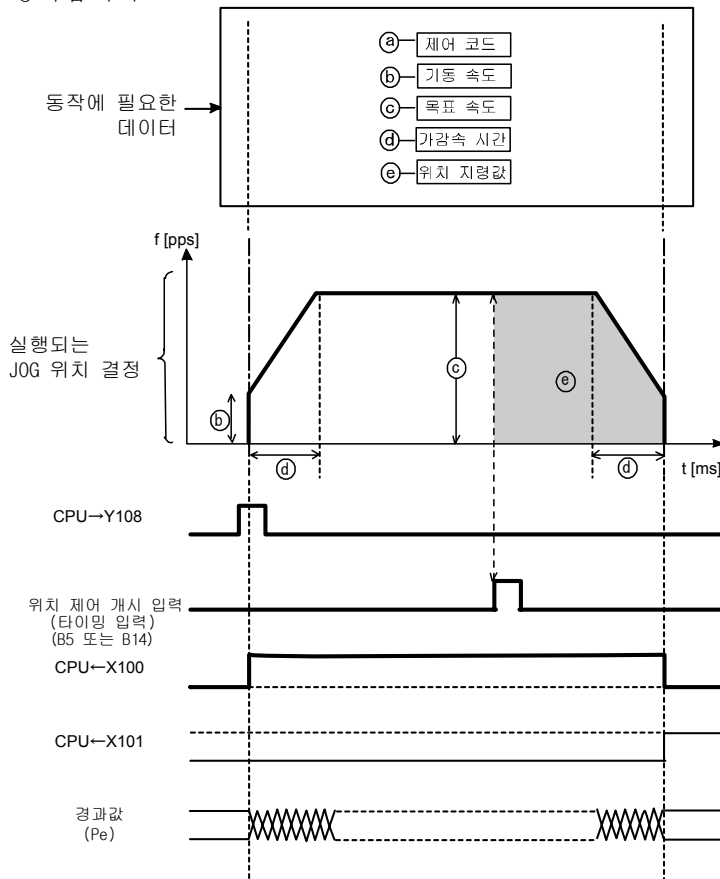 ⓐ 제어 코드
ⓑ 기동 속도
동작에 필요한
데이터
ⓒ 목표 속도
ⓓ 가감속 시간
ⓔ 위치 지령값
f [pps]
실행되는
JOG 위치 결정
ⓒ
ⓔ
ⓑ
ⓓ
ⓓ
t [ms]
CPU→Y108
위치 제어 개시 입력
(타이밍 입력)
(B5 또는 B14)
CPU←X100
CPU←X101
경과값
(Pe)